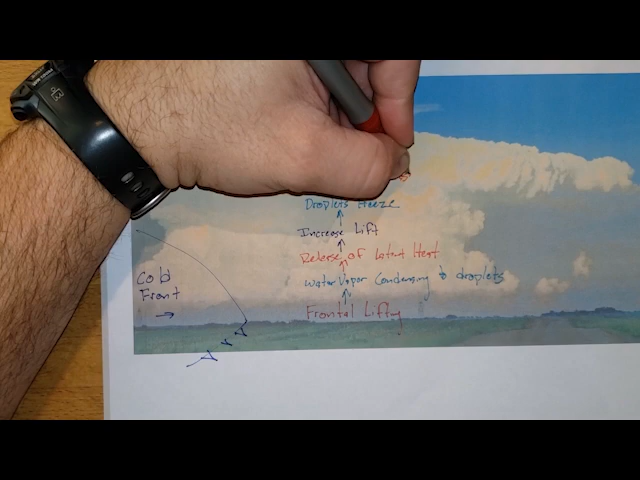 Droplets freeze
Increase Lift
Release of Latent Heat
Water Vapor Condensing to droplets
Frontal Lifting
Cold
Front